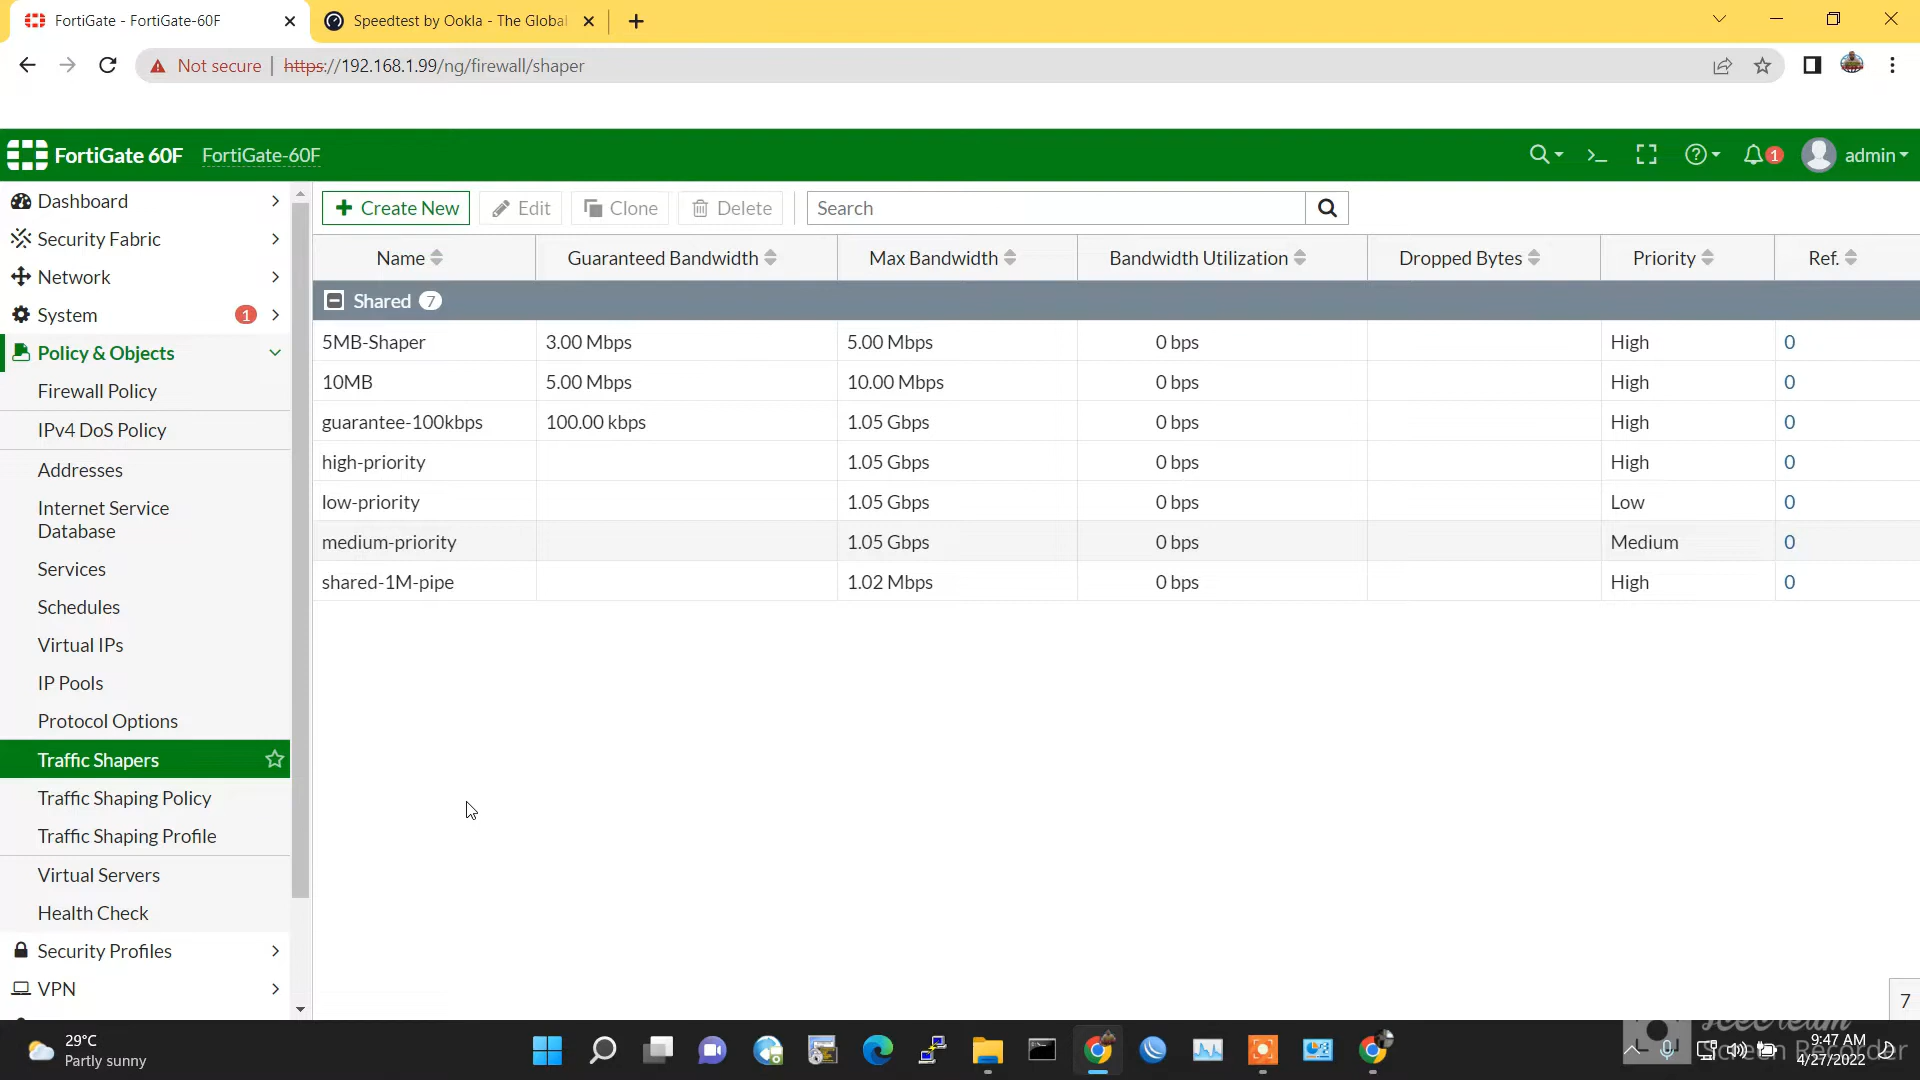 FortiGate - FortiGate-60F
Speedtest by Ookla - The Global
Not secure
https://192.168.1.99/ng/firewall/shaper
FortiGate 60F
FortiGate-60F
1
admin
Dashboard
Security Fabric
Network
System
1
Policy & Objects
Firewall Policy
IPv4 DoS Policy
Addresses
Internet Service
Database
Services
Schedules
Virtual IPs
IP Pools
Protocol Options
Traffic Shapers
Traffic Shaping Policy
Traffic Shaping Profile
Virtual Servers
Health Check
Security Profiles
VPN
Create New
Edit
Clone
Delete
Search
Name Guaranteed Bandwidth Max Bandwidth Bandwidth Utilization Dropped Bytes Priority Ref.
Shared 7
5MB-Shaper 3.00 Mbps 5.00 Mbps 0 bps High 0
10MB 5.00 Mbps 10.00 Mbps 0 bps High 0
guarantee-100kbps 100.00 kbps 1.05 Gbps 0 bps High 0
high-priority 1.05 Gbps 0 bps High 0
low-priority 1.05 Gbps 0 bps Low 0
medium-priority 1.05 Gbps 0 bps Medium 0
shared-1M-pipe 1.02 Mbps 0 bps High 0
7
29°C
Partly sunny
Icecream
Screen Recorder
9:47 AM
4/27/2022